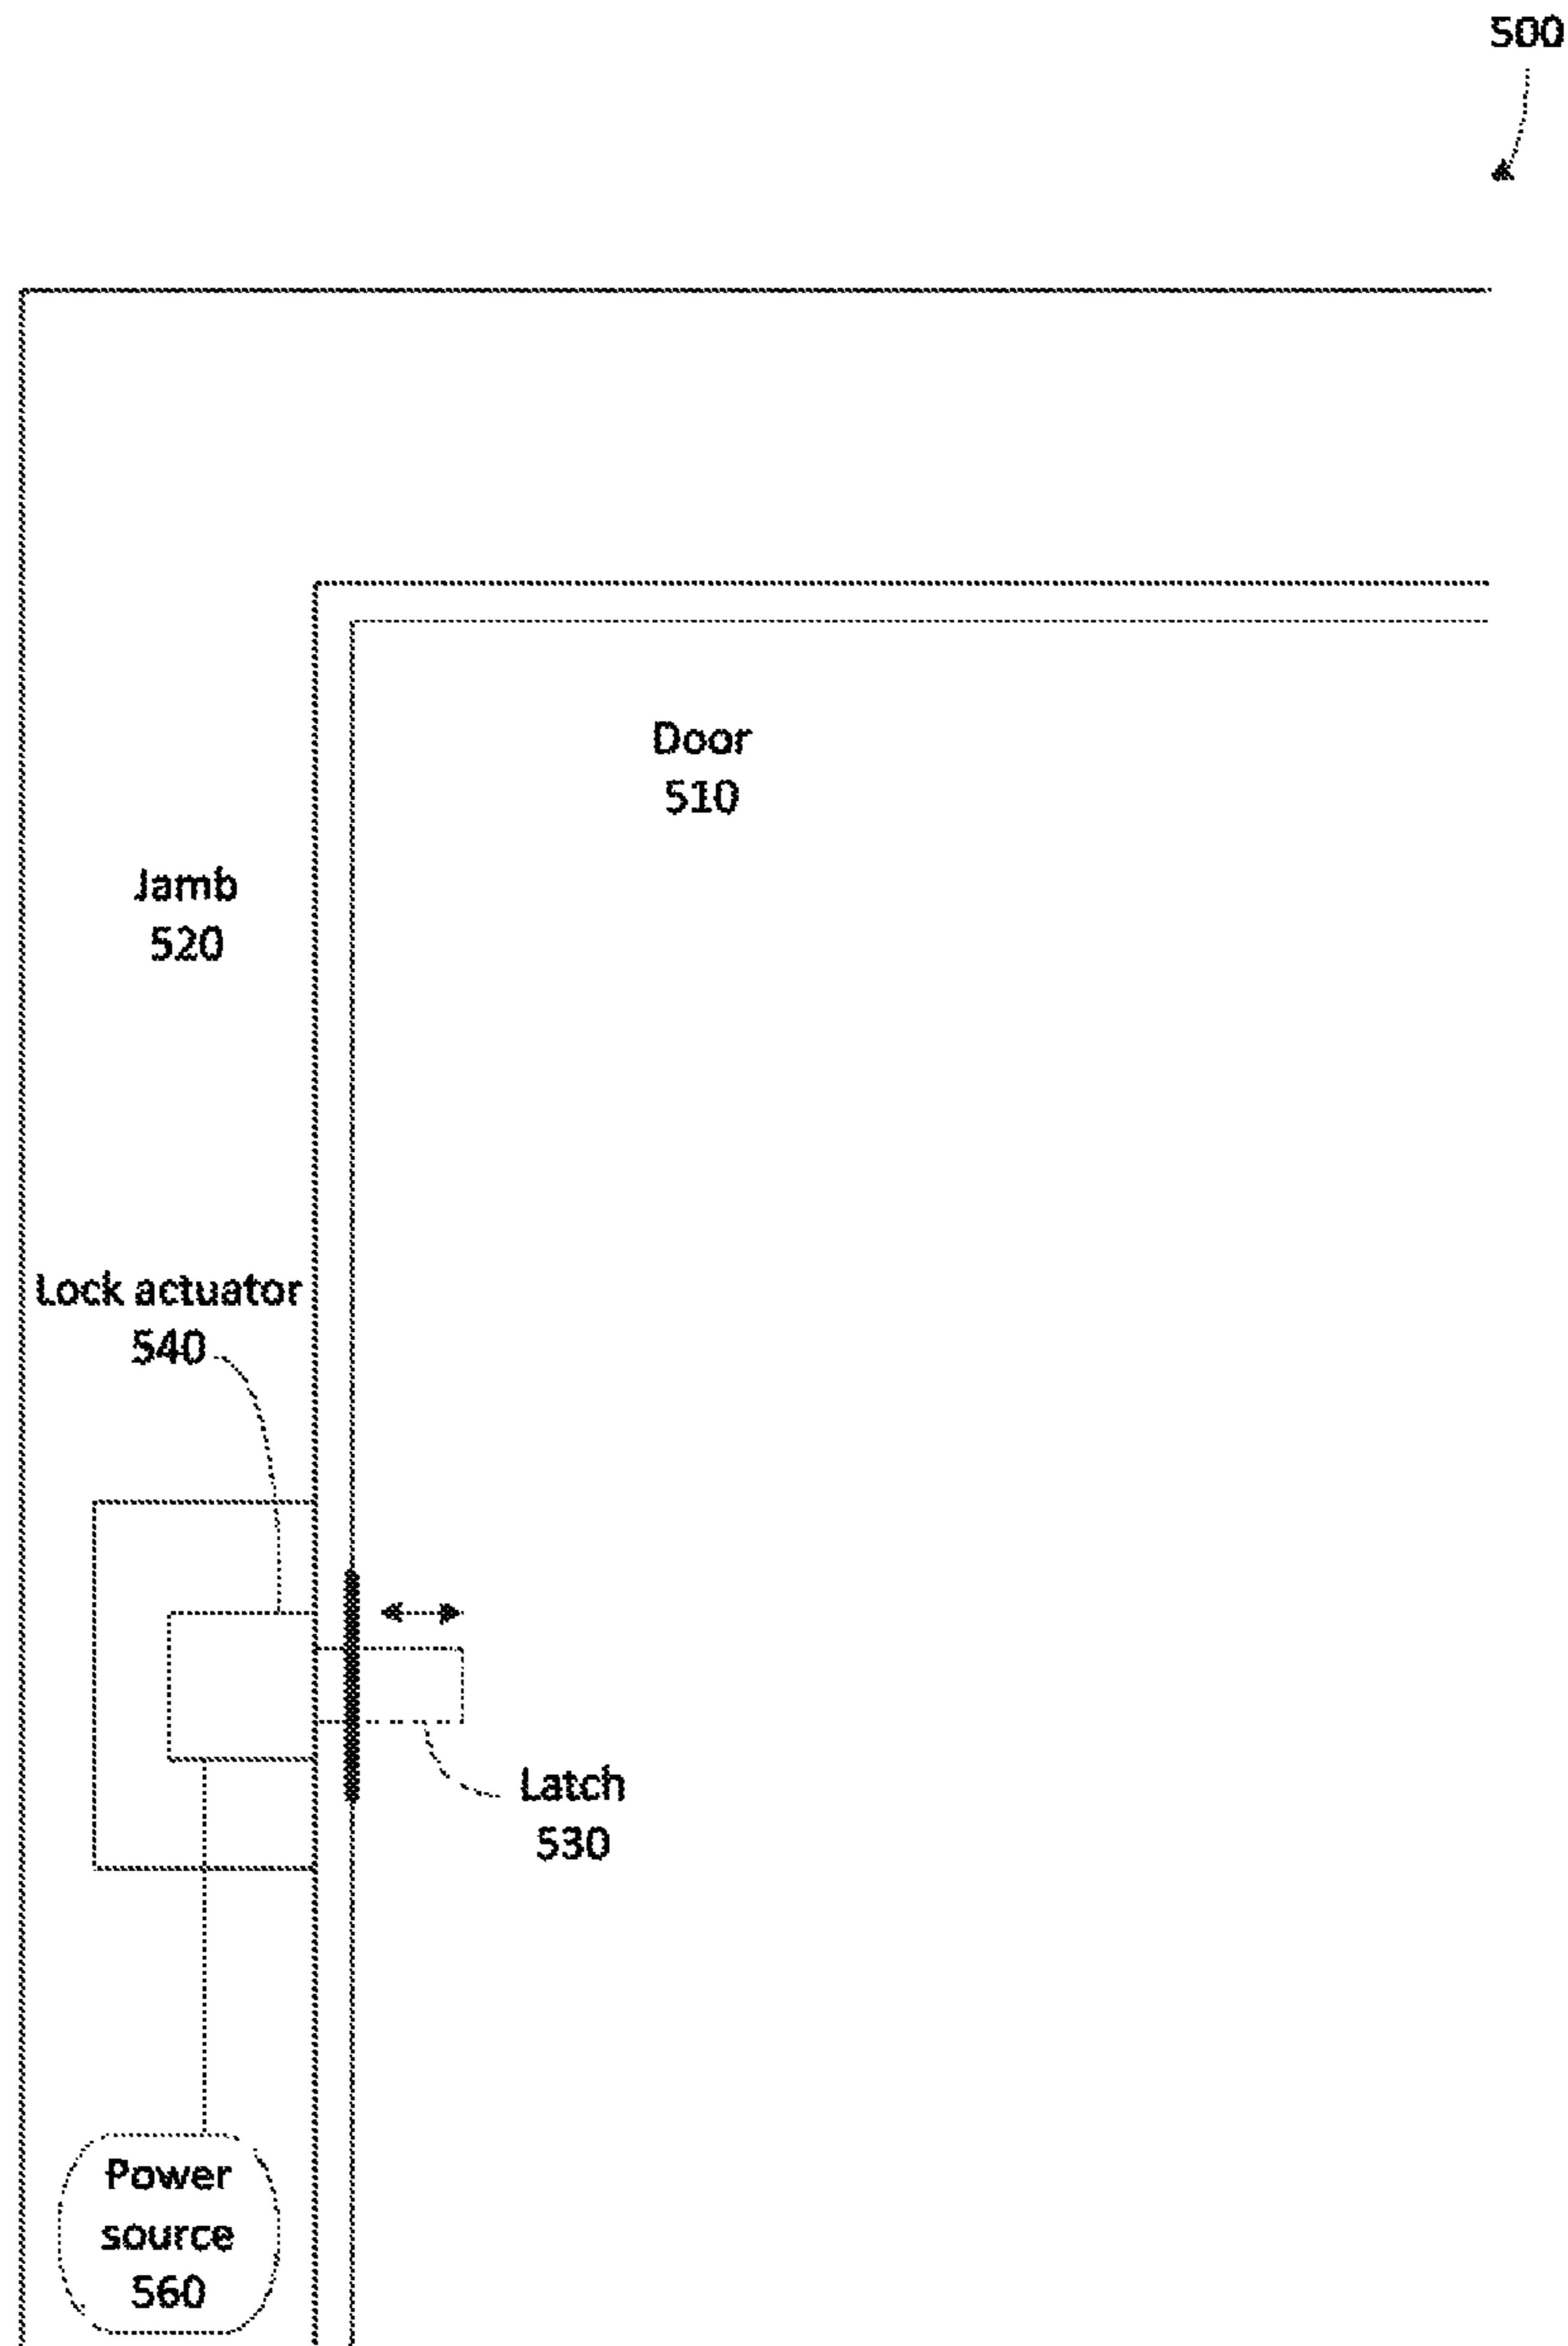 500
Door
510
Jamb
520
Lock actuator
540
Latch
530
Power
source
560